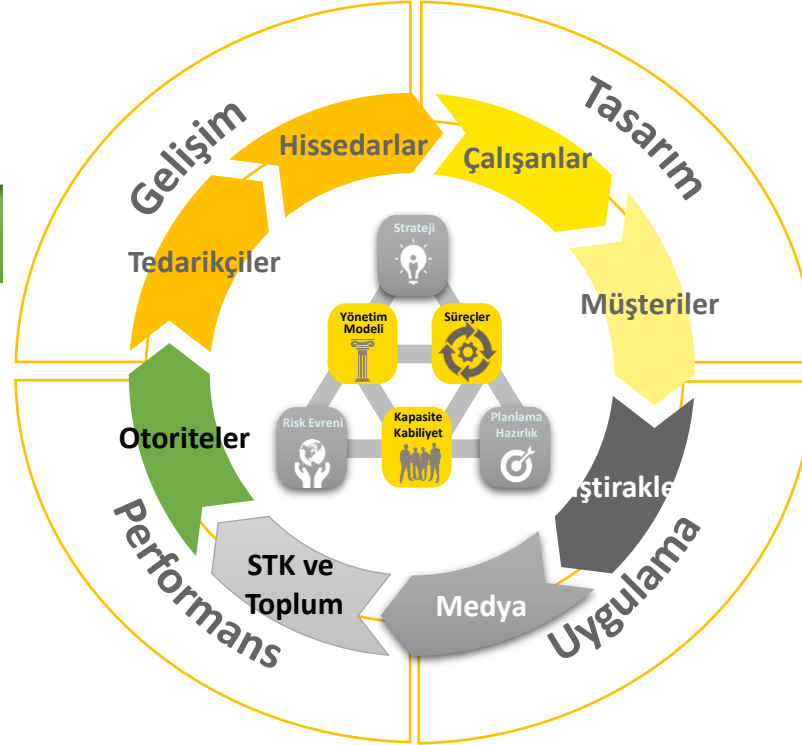 Gelişim
Tasarım
Hissedarlar
Çalışanlar
Tedarikçiler
Müşteriler
Strateji
Yönetim
Modeli
Süreçler
Risk Evreni
Kapasite
Kabiliyet
Planlama
Hazırlık
Otoriteler
STK ve
Toplum
Medya
Performans
Uygulama